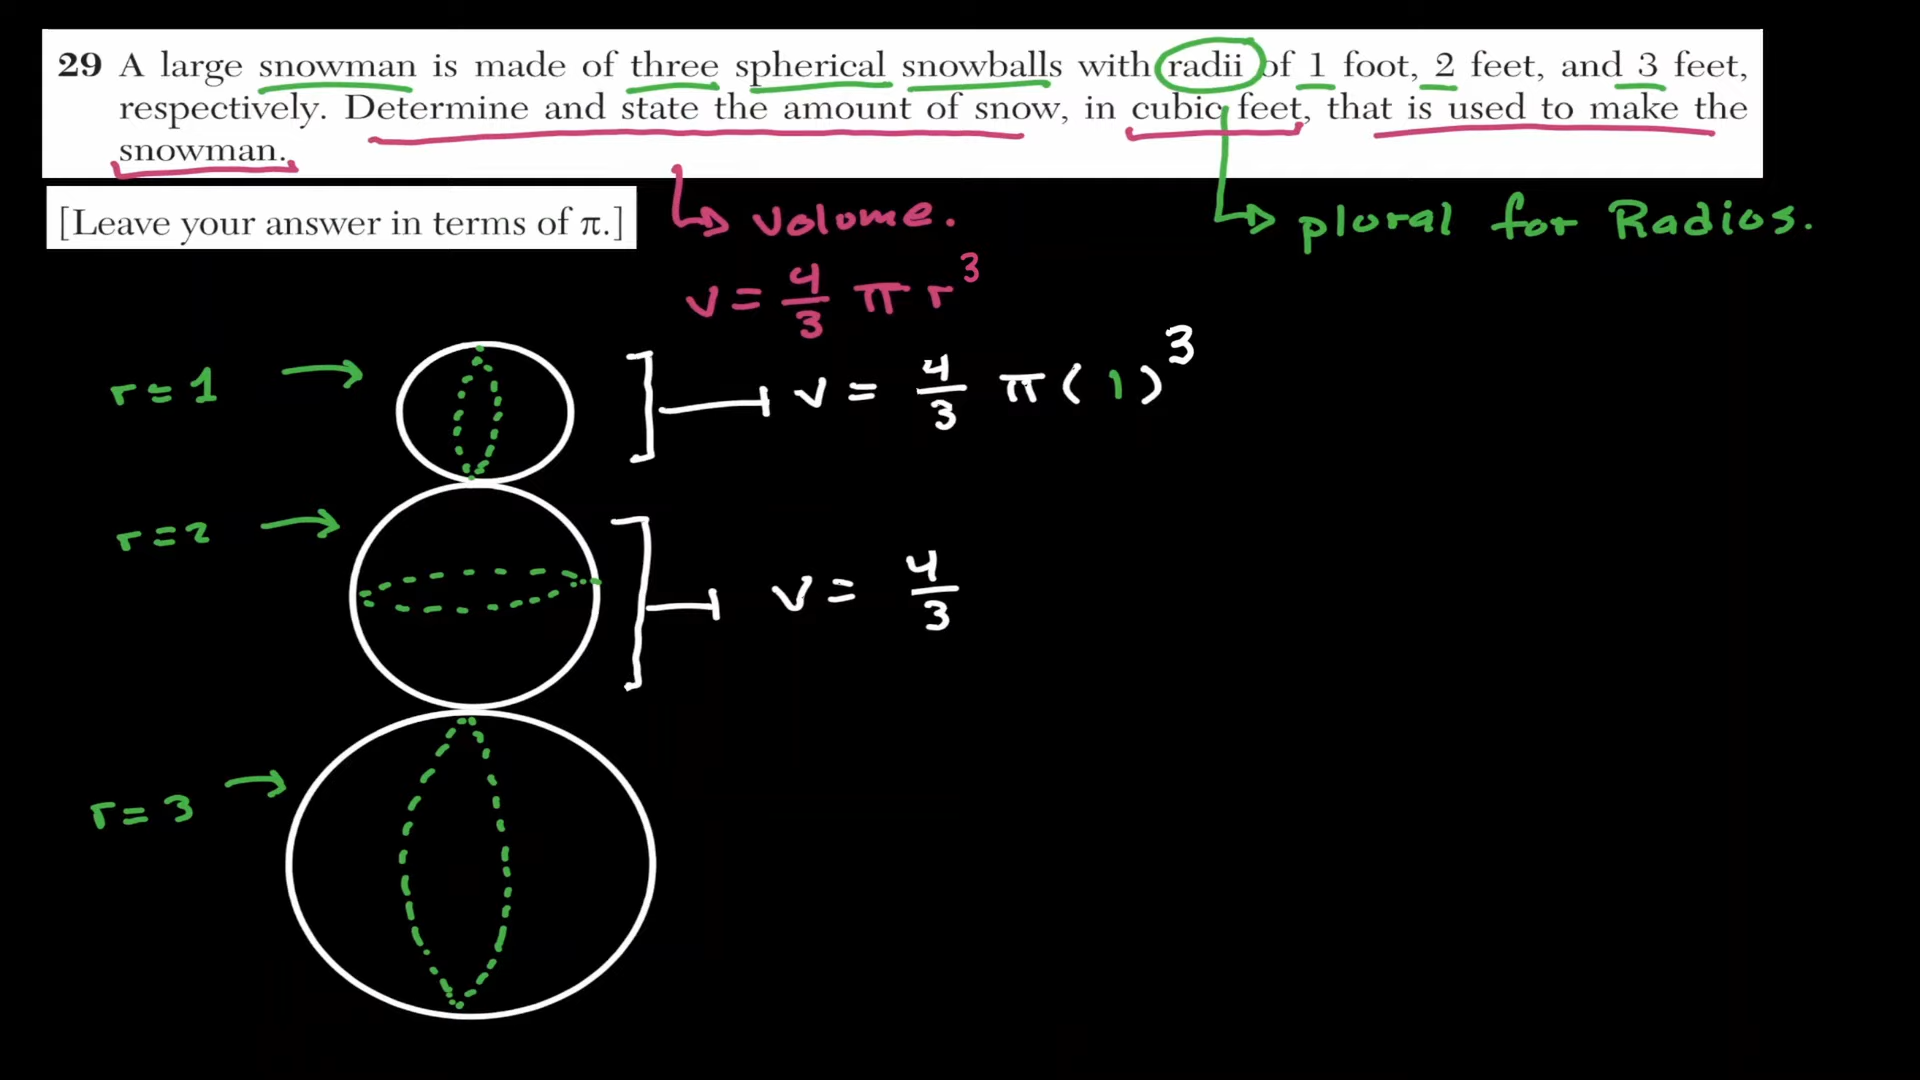 29 A large snowman is made of three spherical snowballs with radii of 1 foot, 2 feet, and 3 feet,
respectively. Determine and state the amount of snow, in cubic feet, that is used to make the
snowman.
[Leave your answer in terms of π.]
volume.
plural for Radius.
v = 4/3 π r³
r = 1
v = 4/3 π (1)³
r = 2
v = 4/3
r = 3